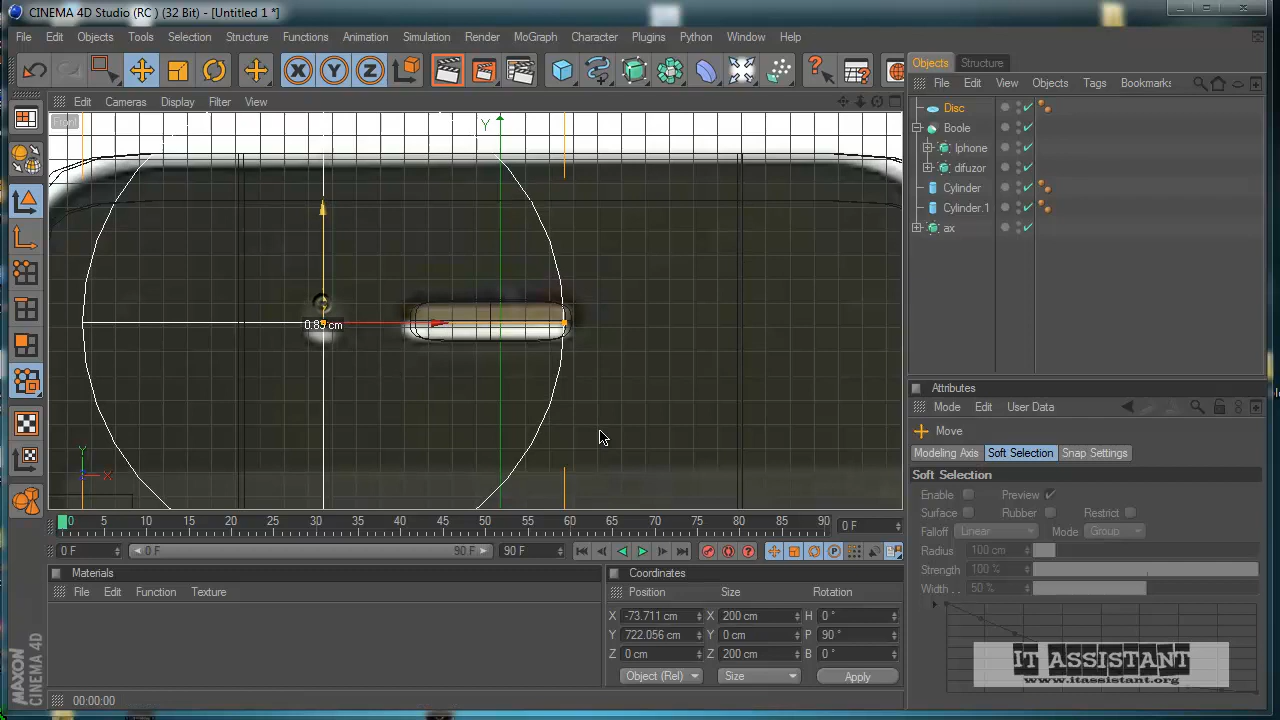 CINEMA 4D Studio (RC ) (32 Bit) - [Untitled 1 *]
File Edit Objects Tools Selection Structure Functions Animation Simulation Render MoGraph Character Plugins Python Window Help
X Y Z
Objects Structure
File Edit View Objects Tags Bookmarks
Edit Cameras Display Filter View
Front
Y
Disc
Boole
Iphone
difuzor
Cylinder
Cylinder.1
ax
0.83 cm
Y
X
Attributes
Mode Edit User Data
Move
Modeling Axis Soft Selection Snap Settings
Soft Selection
Enable Preview
Surface Rubber Restrict
Falloff Linear Mode Group
Radius 100 cm
Strength 100 %
Width . . 50 %
0 5 10 15 20 25 30 35 40 45 50 55 60 65 70 75 80 85 90 0 F
0 F 0 F 90 F 90 F
P
Materials
File Edit Function Texture
Coordinates
Position Size Rotation
X -73.711 cm X 200 cm H 0 °
Y 722.056 cm Y 0 cm P 90 °
Z 0 cm Z 200 cm B 0 °
Object (Rel) Size Apply
MAXON
CINEMA 4D
00:00:00
IT ASSISTANT
www.itassistant.org